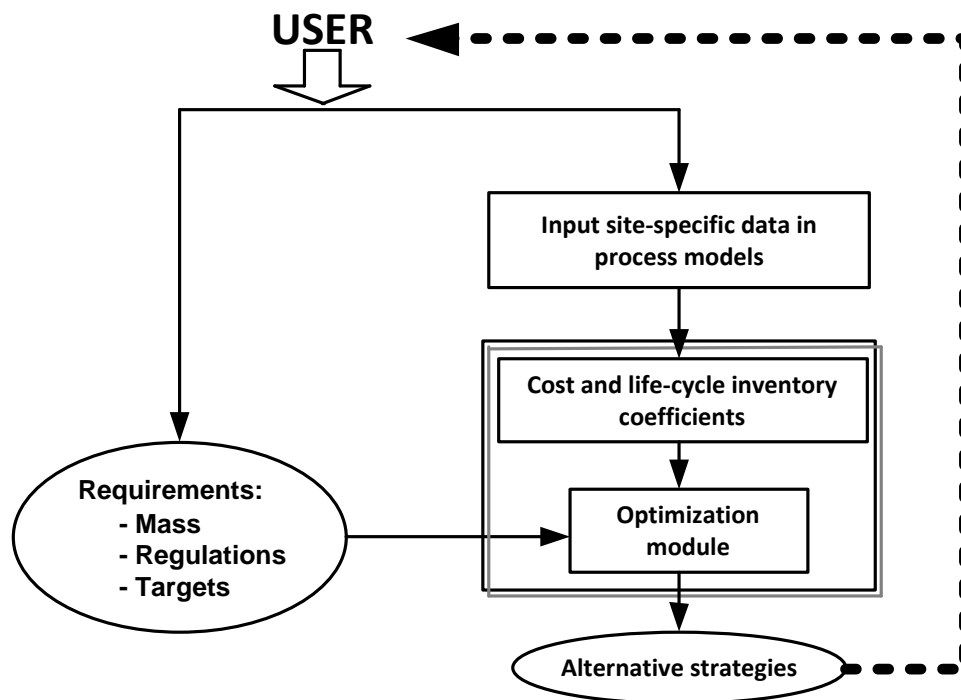 USER
Input site-specific data in
process models
Cost and life-cycle inventory
coefficients
Requirements:
- Mass
- Regulations
- Targets
Optimization
module
Alternative strategies